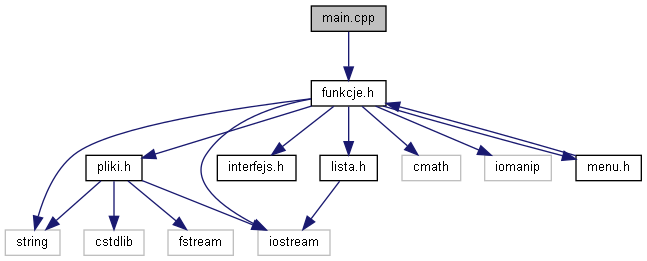 main.cpp
funkcje.h
pliki.h
interfejs.h
lista.h
cmath
iomanip
menu.h
string
cstdlib
fstream
iostream